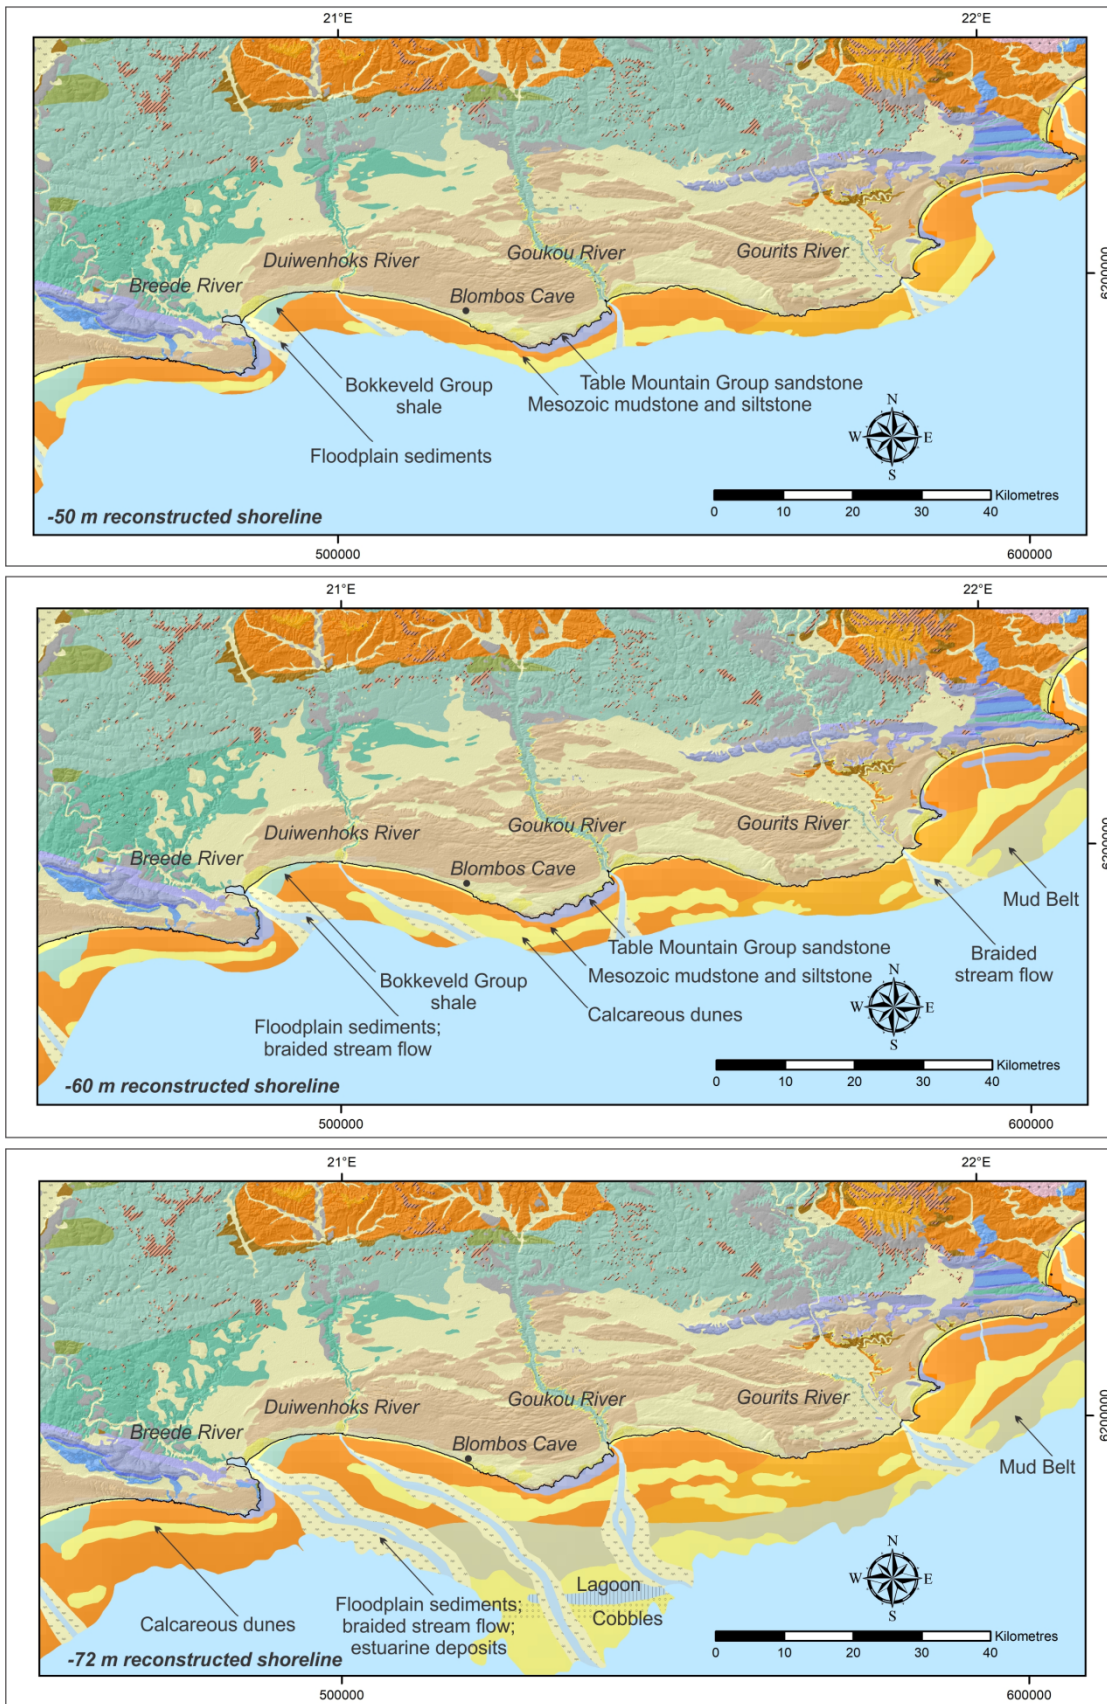 21°E
22°E
Duiwenhoks River
Goukou River
Gourits River
Breede River
Blombos Cave
6200000
Bokkeveld Group
shale
Table Mountain Group sandstone
Mesozoic mudstone and siltstone
Floodplain sediments
N
W E
S
Kilometres
0 10 20 30 40
-50 m reconstructed shoreline
500000
600000
21°E
22°E
Duiwenhoks River
Goukou River
Gourits River
Breede River
Blombos Cave
6200000
Mud Belt
Table Mountain Group sandstone
Braided
stream flow
Mesozoic mudstone and siltstone
Bokkeveld Group
shale
Calcareous dunes
Floodplain sediments;
braided stream flow
N
W E
S
Kilometres
0 10 20 30 40
-60 m reconstructed shoreline
500000
600000
21°E
22°E
Duiwenhoks River
Goukou River
Gourits River
Breede River
Blombos Cave
6200000
Mud Belt
Lagoon
Cobbles
Calcareous dunes
Floodplain sediments;
braided stream flow;
estuarine deposits
N
W E
S
Kilometres
0 10 20 30 40
-72 m reconstructed shoreline
500000
600000